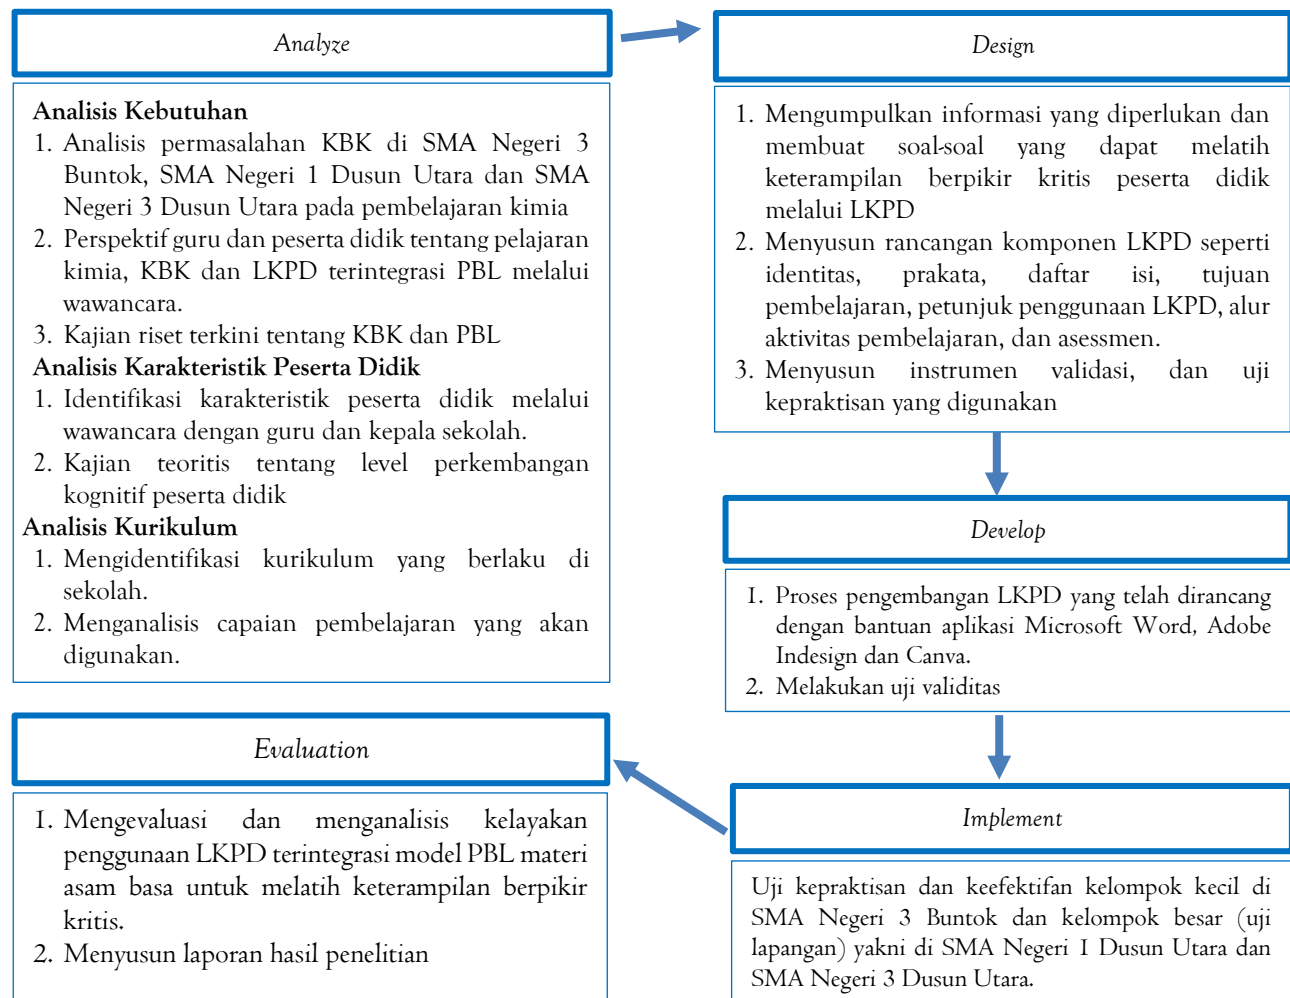 Analyze
Analisis Kebutuhan
1. Analisis permasalahan KBK di SMA Negeri 3
Buntok, SMA Negeri 1 Dusun Utara dan SMA
Negeri 3 Dusun Utara pada pembelajaran kimia
2. Perspektif guru dan peserta didik tentang pelajaran
kimia, KBK dan LKPD terintegrasi PBL melalui
wawancara.
3. Kajian riset terkini tentang KBK dan PBL
Analisis Karakteristik Peserta Didik
1. Identifikasi karakteristik peserta didik melalui
wawancara dengan guru dan kepala sekolah.
2. Kajian teoritis tentang level perkembangan
kognitif peserta didik
Analisis Kurikulum
1. Mengidentifikasi kurikulum yang berlaku di
sekolah.
2. Menganalisis capaian pembelajaran yang akan
digunakan.
Design
1. Mengumpulkan informasi yang diperlukan dan
membuat soal-soal yang dapat melatih
keterampilan berpikir kritis peserta didik
melalui LKPD
2. Menyusun rancangan komponen LKPD seperti
identitas, prakata, daftar isi, tujuan
pembelajaran, petunjuk penggunaan LKPD, alur
aktivitas pembelajaran, dan asessmen.
3. Menyusun instrumen validasi, dan uji
kepraktisan yang digunakan
Develop
1. Proses pengembangan LKPD yang telah dirancang
dengan bantuan aplikasi Microsoft Word, Adobe
Indesign dan Canva.
2. Melakukan uji validitas
Implement
Uji kepraktisan dan keefektifan kelompok kecil di
SMA Negeri 3 Buntok dan kelompok besar (uji
lapangan) yakni di SMA Negeri 1 Dusun Utara dan
SMA Negeri 3 Dusun Utara.
Evaluation
1. Mengevaluasi dan menganalisis kelayakan
penggunaan LKPD terintegrasi model PBL materi
asam basa untuk melatih keterampilan berpikir
kritis.
2. Menyusun laporan hasil penelitian